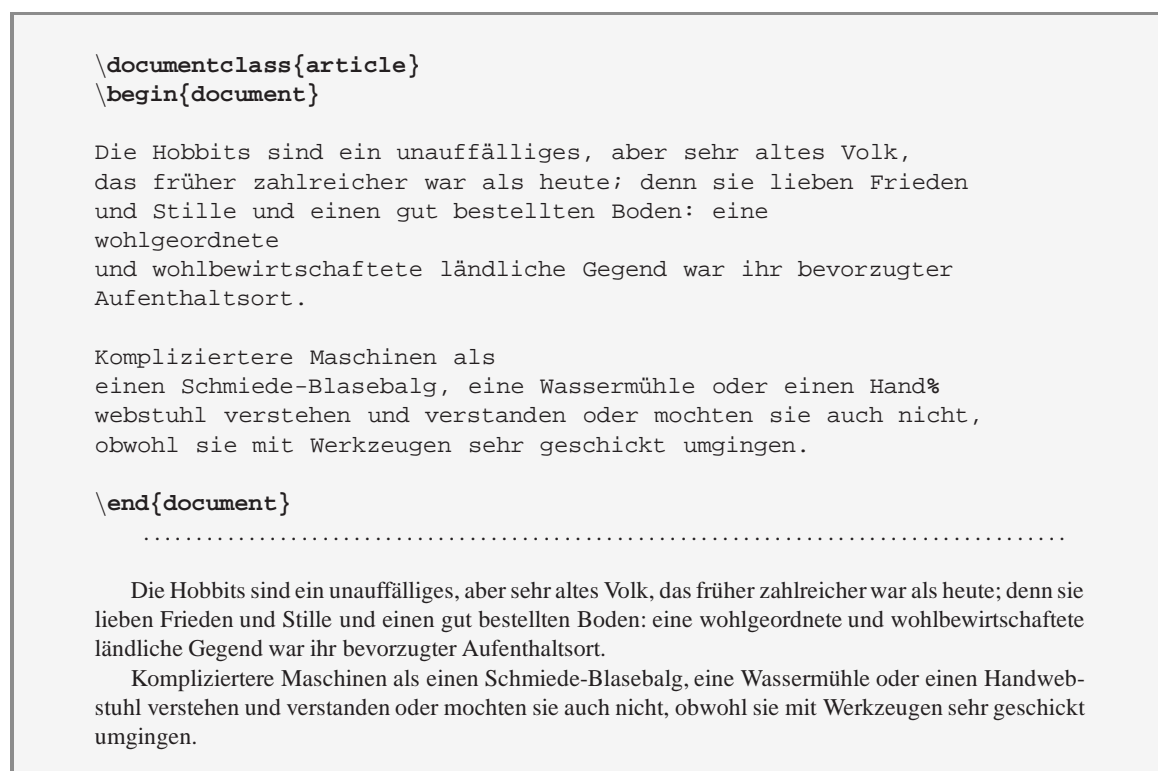 \documentclass{article}
\begin{document}
Die Hobbits sind ein unauffälliges, aber sehr altes Volk,
das früher zahlreicher war als heute; denn sie lieben Frieden
und Stille und einen gut bestellten Boden: eine
wohlgeordnete
und wohlbewirtschaftete ländliche Gegend war ihr bevorzugter
Aufenthaltsort.
Kompliziertere Maschinen als
einen Schmiede-Blasebalg, eine Wassermühle oder einen Hand%
webstuhl verstehen und verstanden oder mochten sie auch nicht,
obwohl sie mit Werkzeugen sehr geschickt umgingen.
\end{document}
Die Hobbits sind ein unauffälliges, aber sehr altes Volk, das früher zahlreicher war als heute; denn sie
lieben Frieden und Stille und einen gut bestellten Boden: eine wohlgeordnete und wohlbewirtschaftete
ländliche Gegend war ihr bevorzugter Aufenthaltsort.
Kompliziertere Maschinen als einen Schmiede-Blasebalg, eine Wassermühle oder einen Handweb-
stuhl verstehen und verstanden oder mochten sie auch nicht, obwohl sie mit Werkzeugen sehr geschickt
umgingen.